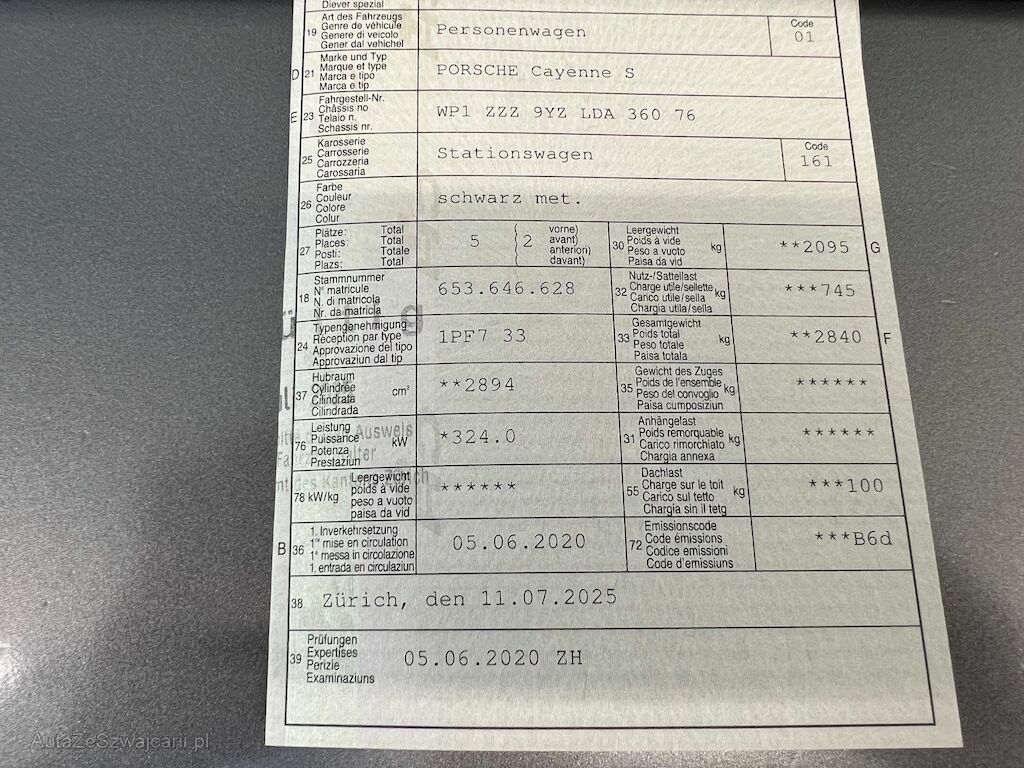 Diever spezial
19 Art des Fahrzeugs
Genre de véhicule
Genere di veicolo
Gener dal vehichel
Personenwagen
Code
01
D 21 Marke und Typ
Marque et type
Marca e tipo
Marca e tip
PORSCHE Cayenne S
E 23 Fahrgestell-Nr.
Châssis no
Telaio n.
Schassis nr.
WP1 ZZZ 9YZ LDA 360 76
25 Karosserie
Carrosserie
Carrozzeria
Carossaria
Stationswagen
Code
161
26 Farbe
Couleur
Colore
Colur
schwarz met.
27 Plätze: Total
Places: Total
Posti: Totale
Plazs: Total
5 ( 2 vorne)
avant)
anteriori)
davant)
30 Leergewicht
Poids à vide
Peso a vuoto
Paisa da vid
kg
**2095 G
18 Stammnummer
N° matricule
N. di matricola
Nr. da matricla
653.646.628
32 Nutz-/Sattellast
Charge utile/sellette
Carico utile/sella
Chargia utila/sella
kg
***745
24 Typengenehmigung
Réception par type
Approvazione del tipo
Approvaziun dal tip
1PF7 33
33 Gesamtgewicht
Poids total
Peso totale
Paisa totala
kg
**2840 F
37 Hubraum
Cylindrée
Cilindrata
Cilindrada
cm³
**2894
35 Gewicht des Zuges
Poids de l'ensemble
Peso del convoglio
Paisa cumposiziun
kg
******
76 Leistung
Puissance
Potenza
Prestaziun
kW
*324.0
31 Anhängelast
Poids remorquable
Carico rimorchiato
Chargia annexa
kg
******
78 kW/kg Leergewicht
poids à vide
peso a vuoto
paisa da vid
******
55 Dachlast
Charge sur le toit
Carico sul tetto
Chargia sin il tetg
kg
***100
B 36 1. Inverkehrsetzung
1re mise en circulation
1a messa in circolazione
1. entrada en circulaziun
05.06.2020
72 Emissionscode
Code émissions
Codice emissioni
Code d'emissiuns
***B6d
38 Zürich, den 11.07.2025
39 Prüfungen
Expertises
Perizie
Examinaziuns
05.06.2020 ZH
Ausweis
AutaZeSzwajcarii.pl